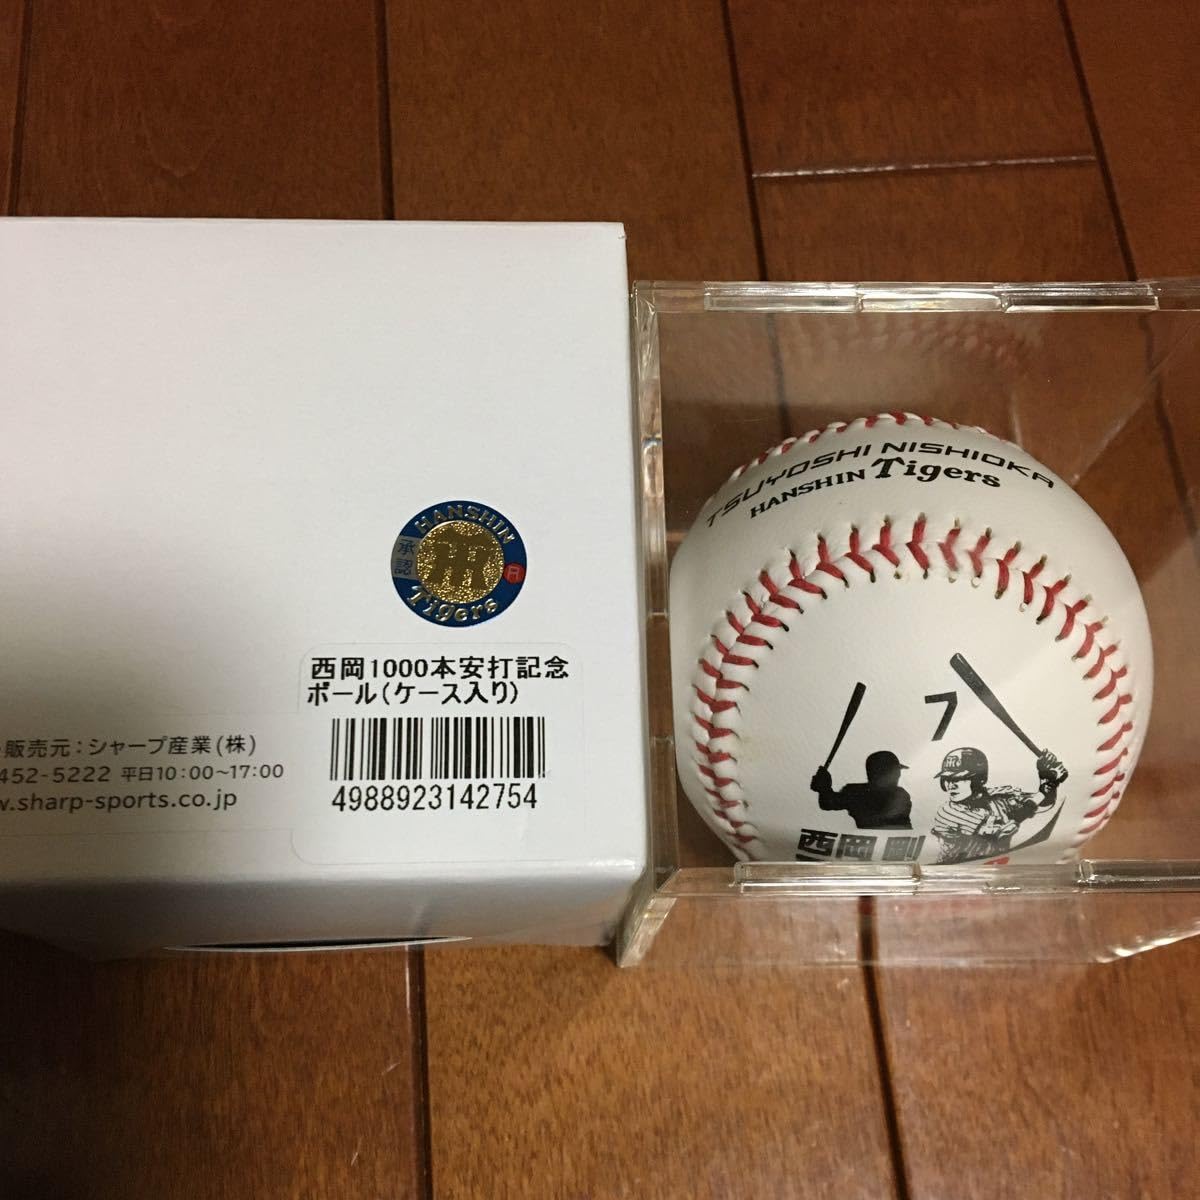 HANSHIN
承認
Tigers
西岡1000本安打記念
ボール(ケース入り)
4988923142754
販売元：シャープ産業(株)
452-5222 平日10：00～17:00
w.sharp-sports.co.jp
TSUYOSHI NISHIOKA
HANSHIN Tigers
7
西岡 剛